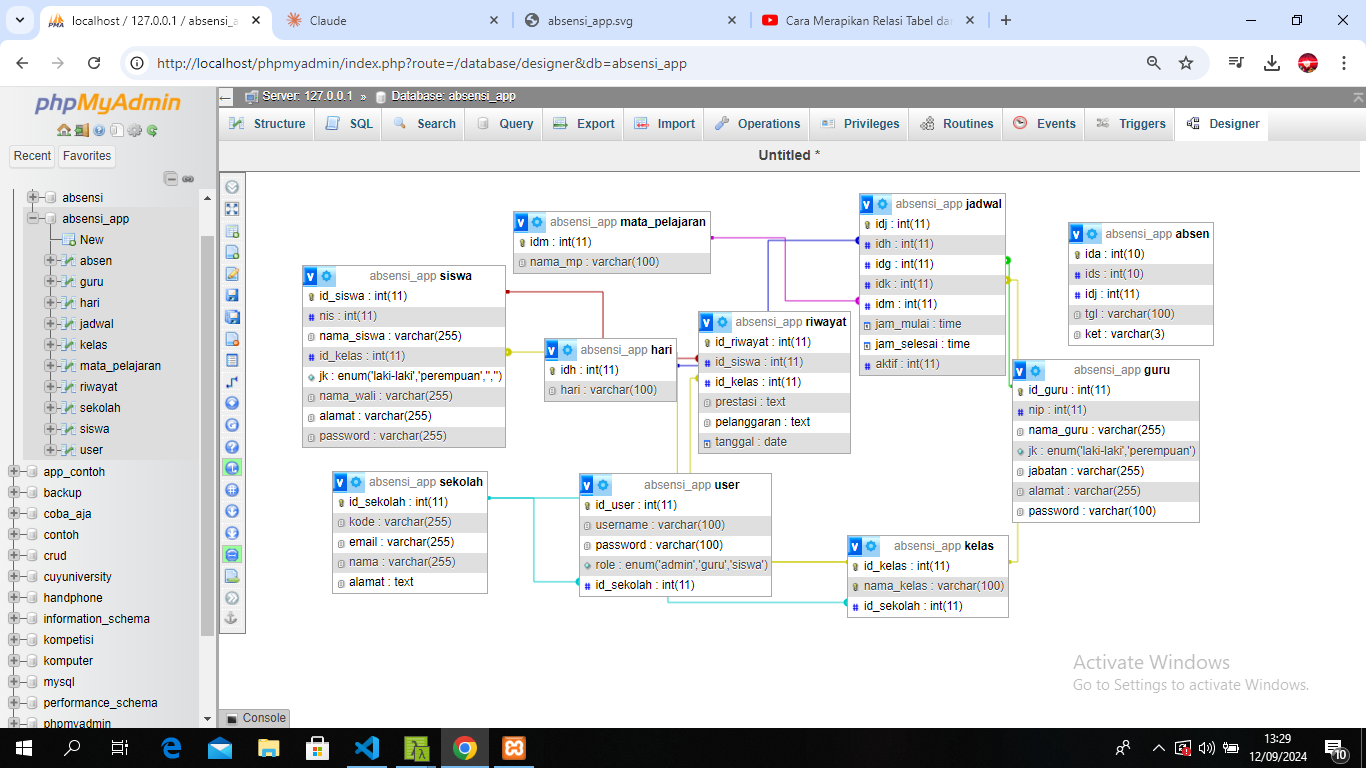 localhost / 127.0.0.1 / absensi_a
Claude
absensi_app.svg
Cara Merapikan Relasi Tabel da
http://localhost/phpmyadmin/index.php?route=/database/designer&db=absensi_app
phpMyAdmin
Recent
Favorites
absensi
absensi_app
New
absen
guru
hari
jadwal
kelas
mata_pelajaran
riwayat
sekolah
siswa
user
app_contoh
backup
coba_aja
contoh
crud
cuyuniversity
handphone
information_schema
kompetisi
komputer
mysql
performance_schema
phpmyadmin
Server: 127.0.0.1 » Database: absensi_app
Structure
SQL
Search
Query
Export
Import
Operations
Privileges
Routines
Events
Triggers
Designer
Untitled *
absensi_app siswa
id_siswa : int(11)
nis : int(11)
nama_siswa : varchar(255)
id_kelas : int(11)
jk : enum('laki-laki','perempuan','','')
nama_wali : varchar(255)
alamat : varchar(255)
password : varchar(255)
absensi_app mata_pelajaran
idm : int(11)
nama_mp : varchar(100)
absensi_app hari
idh : int(11)
hari : varchar(100)
absensi_app riwayat
id_riwayat : int(11)
id_siswa : int(11)
id_kelas : int(11)
prestasi : text
pelanggaran : text
tanggal : date
absensi_app jadwal
idj : int(11)
idh : int(11)
idg : int(11)
idk : int(11)
idm : int(11)
jam_mulai : time
jam_selesai : time
aktif : int(11)
absensi_app absen
ida : int(10)
ids : int(10)
idj : int(11)
tgl : varchar(100)
ket : varchar(3)
absensi_app guru
id_guru : int(11)
nip : int(11)
nama_guru : varchar(255)
jk : enum('laki-laki','perempuan')
jabatan : varchar(255)
alamat : varchar(255)
password : varchar(100)
absensi_app sekolah
id_sekolah : int(11)
kode : varchar(255)
email : varchar(255)
nama : varchar(255)
alamat : text
absensi_app user
id_user : int(11)
username : varchar(100)
password : varchar(100)
role : enum('admin','guru','siswa')
id_sekolah : int(11)
absensi_app kelas
id_kelas : int(11)
nama_kelas : varchar(100)
id_sekolah : int(11)
Activate Windows
Go to Settings to activate Windows.
Console
13:29
12/09/2024
10